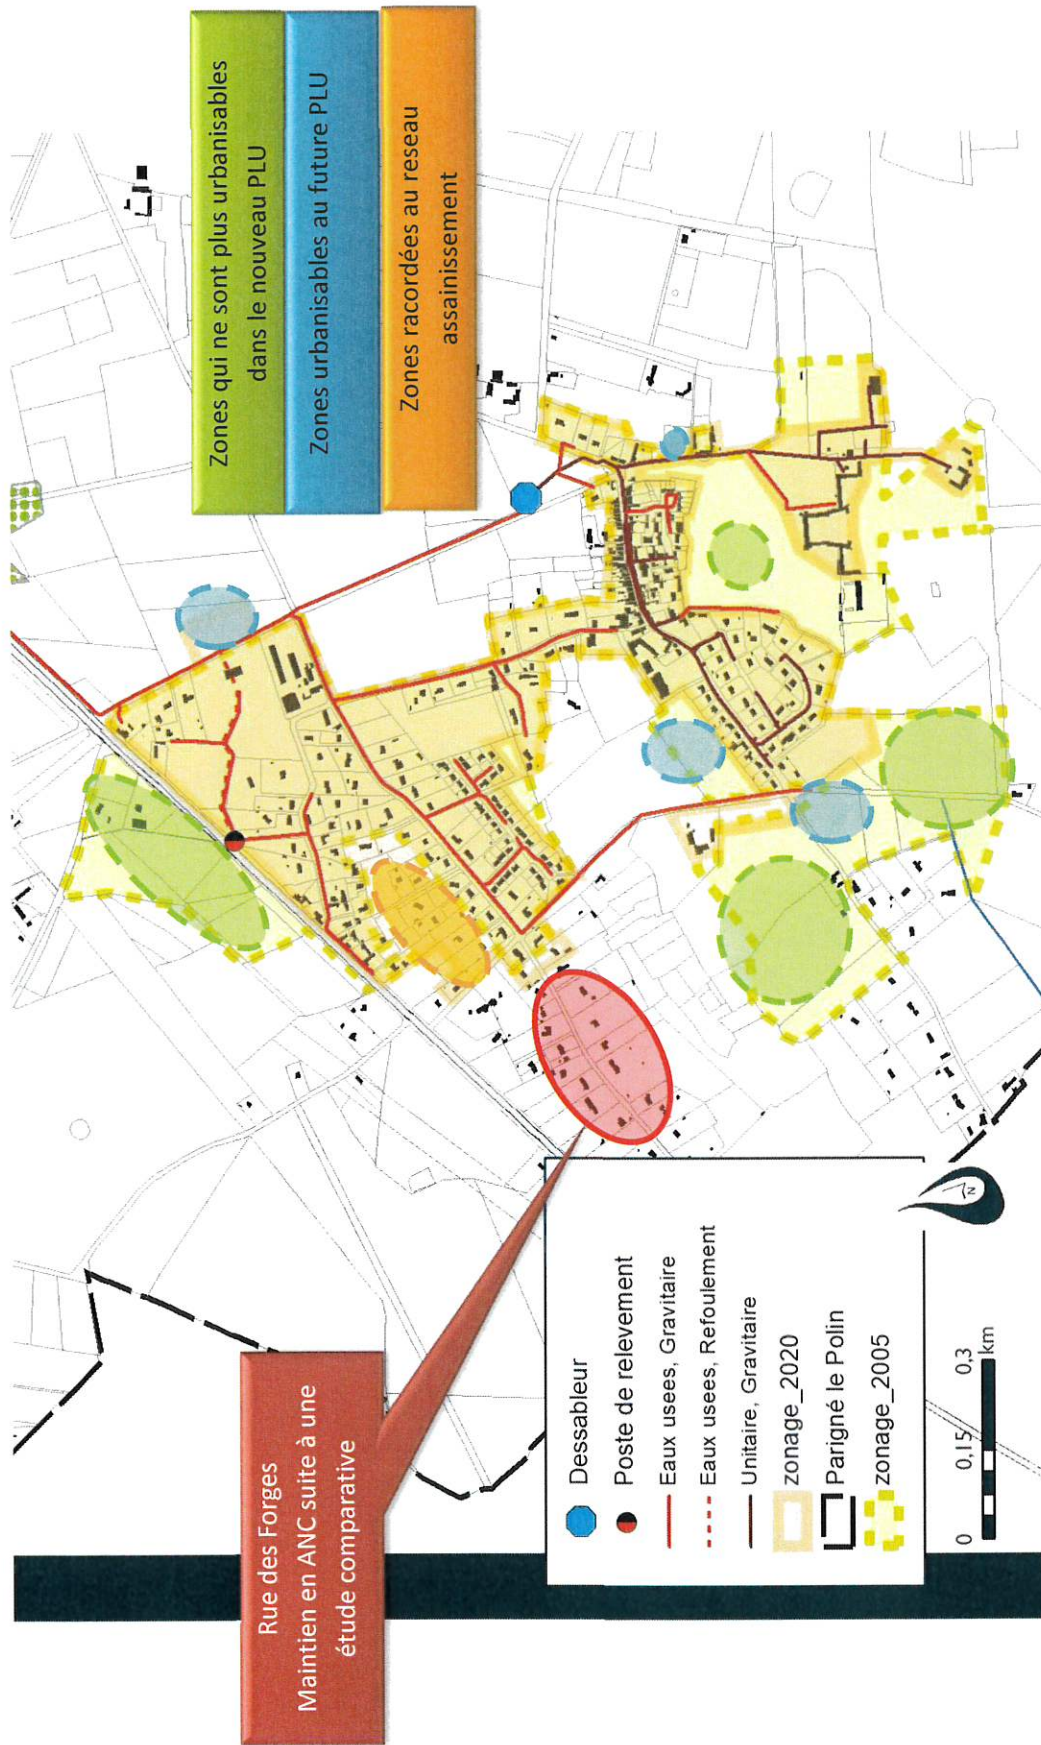 Zones qui ne sont plus urbanisables
dans le nouveau PLU
Zones urbanisables au future PLU
Zones racordées au reseau
assainissement
Rue des Forges
Maintien en ANC suite à une
étude comparative
Dessableur
Poste de relevement
Eaux usees, Gravitaire
Eaux usees, Refoulement
Unitaire, Gravitaire
zonage_2020
Parigné le Polin
zonage_2005
0 0,15 0,3
km
N